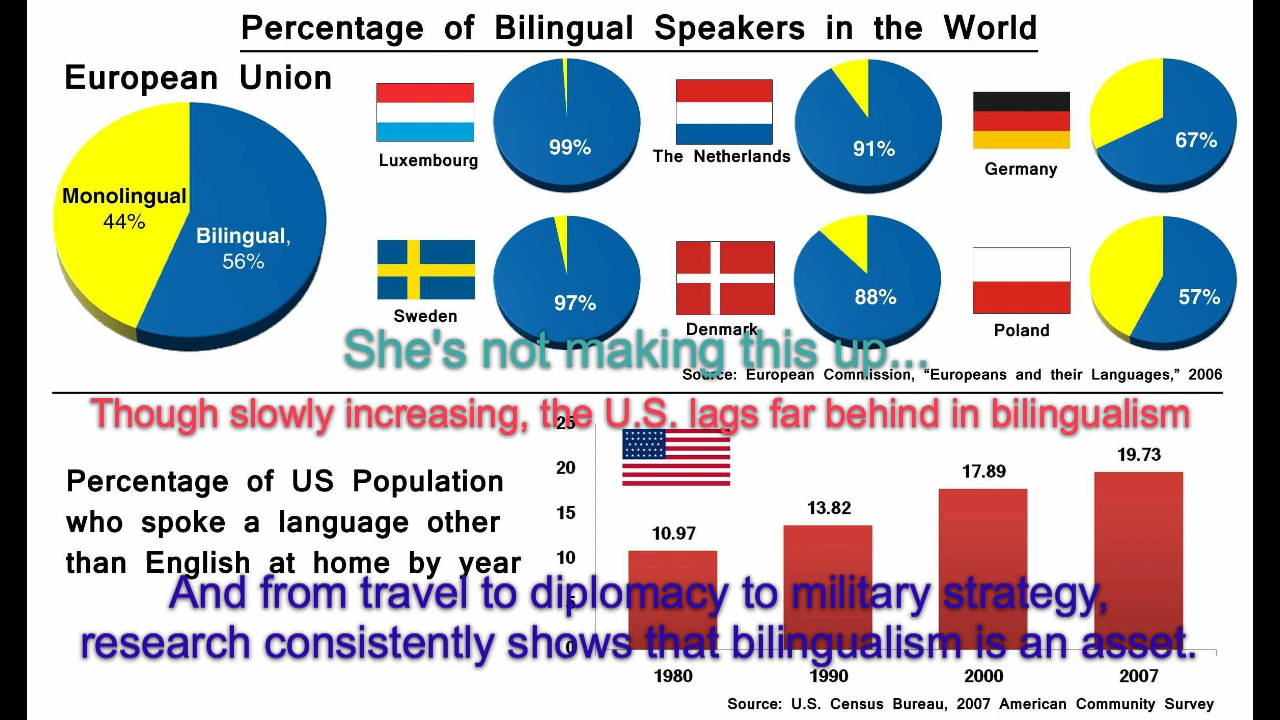 Percentage of Bilingual Speakers in the World
European Union
Monolingual
44%
Bilingual,
56%
99%
Luxembourg
91%
The Netherlands
67%
Germany
97%
Sweden
88%
Denmark
57%
Poland
She's not making this up...
Source: European Commission, “Europeans and their Languages,” 2006
Though slowly increasing, the U.S. lags far behind in bilingualism
Percentage of US Population
who spoke a language other
than English at home by year
25
20
15
10
5
0
10.97
13.82
17.89
19.73
And from travel to diplomacy to military strategy,
research consistently shows that bilingualism is an asset.
1980
1990
2000
2007
Source: U.S. Census Bureau, 2007 American Community Survey